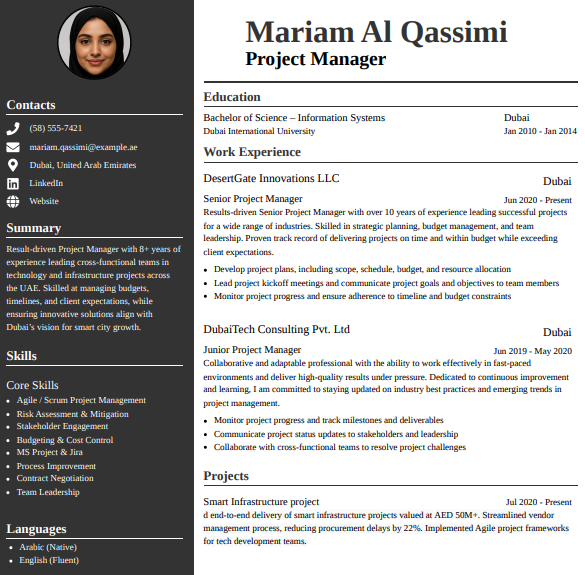 Mariam Al Qassimi
Project Manager
Contacts
(58) 555-7421
mariam.qassimi@example.ae
Dubai, United Arab Emirates
LinkedIn
Website
Summary
Result-driven Project Manager with 8+ years of
experience leading cross-functional teams in
technology and infrastructure projects across
the UAE. Skilled at managing budgets,
timelines, and client expectations, while
ensuring innovative solutions align with
Dubai's vision for smart city growth.
Skills
Core Skills
• Agile / Scrum Project Management
• Risk Assessment & Mitigation
• Stakeholder Engagement
• Budgeting & Cost Control
• MS Project & Jira
• Process Improvement
• Contract Negotiation
• Team Leadership
Languages
• Arabic (Native)
• English (Fluent)
Education
Bachelor of Science – Information Systems Dubai
Dubai International University Jan 2010 - Jan 2014
Work Experience
DesertGate Innovations LLC Dubai
Senior Project Manager Jun 2020 - Present
Results-driven Senior Project Manager with over 10 years of experience leading successful projects
for a wide range of industries. Skilled in strategic planning, budget management, and team
leadership. Proven track record of delivering projects on time and within budget while exceeding
client expectations.
• Develop project plans, including scope, schedule, budget, and resource allocation
• Lead project kickoff meetings and communicate project goals and objectives to team members
• Monitor project progress and ensure adherence to timeline and budget constraints
DubaiTech Consulting Pvt. Ltd Dubai
Junior Project Manager Jun 2019 - May 2020
Collaborative and adaptable professional with the ability to work effectively in fast-paced
environments and deliver high-quality results under pressure. Dedicated to continuous improvement
and learning, I am committed to staying updated on industry best practices and emerging trends in
project management.
• Monitor project progress and track milestones and deliverables
• Communicate project status updates to stakeholders and leadership
• Collaborate with cross-functional teams to resolve project challenges
Projects
Smart Infrastructure project Jul 2020 - Present
d end-to-end delivery of smart infrastructure projects valued at AED 50M+. Streamlined vendor
management process, reducing procurement delays by 22%. Implemented Agile project frameworks
for tech development teams.